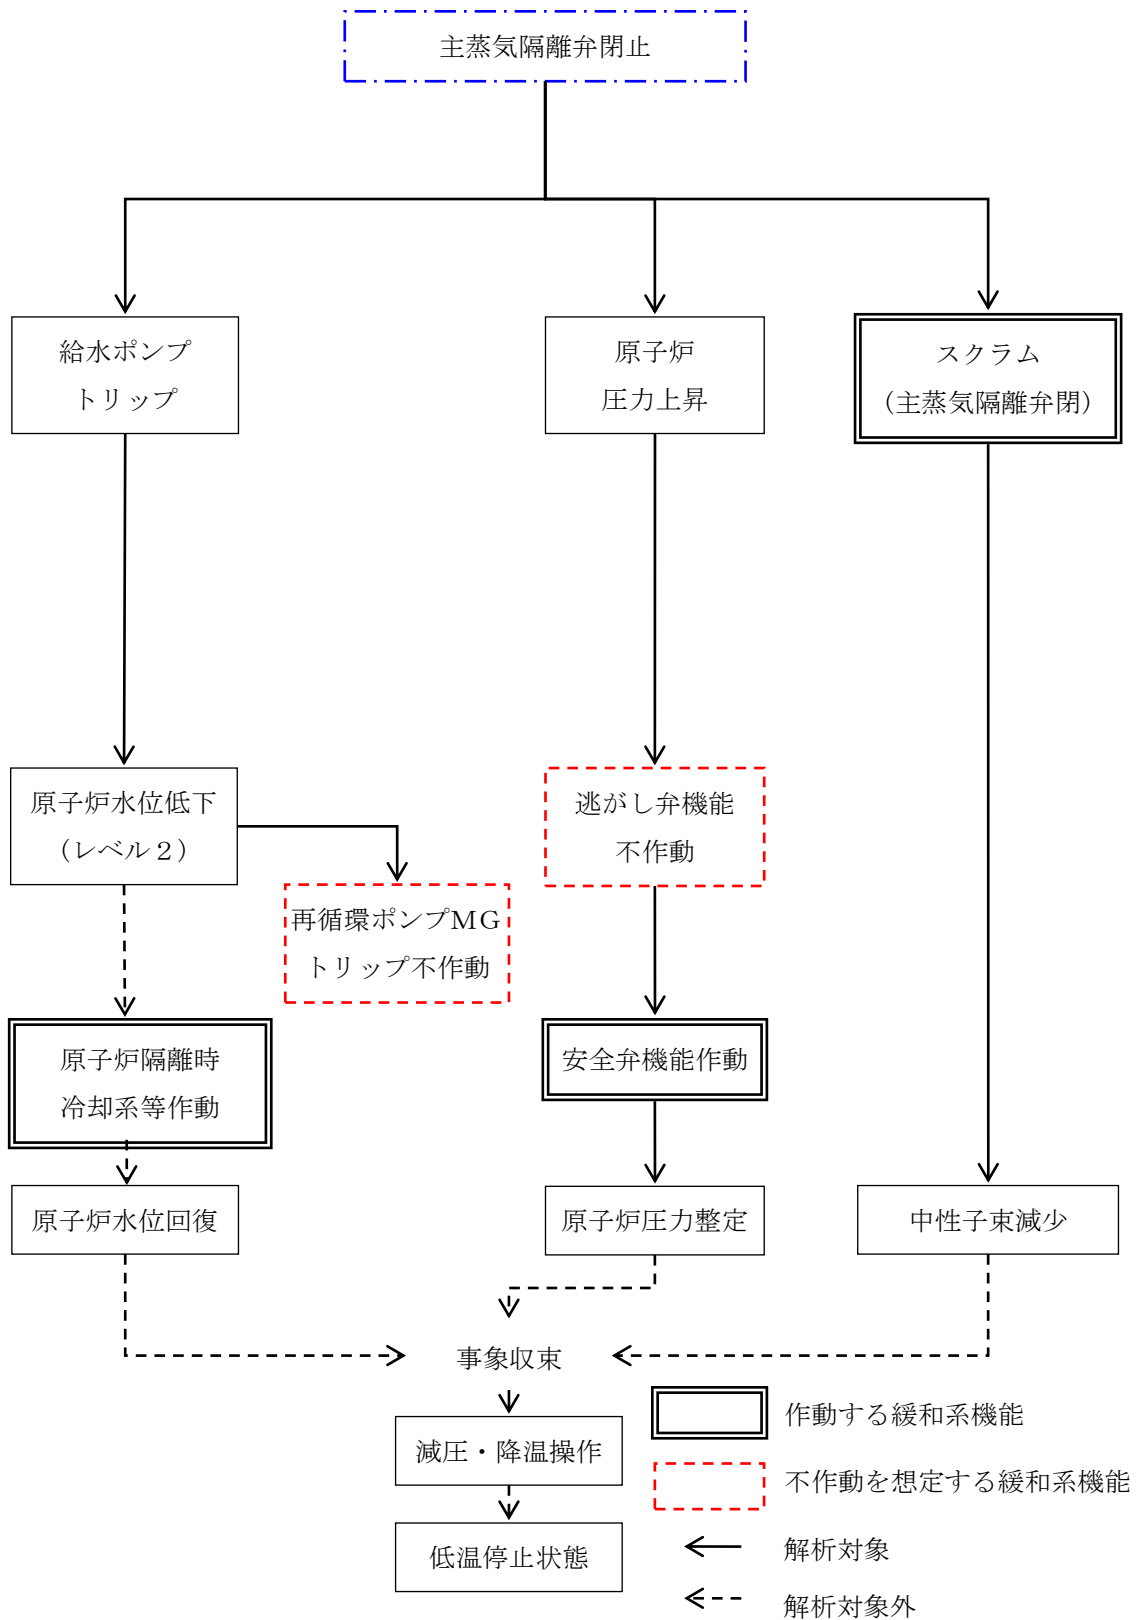 主蒸気隔離弁閉止
給水ポンプ
トリップ
原子炉
圧力上昇
スクラム
（主蒸気隔離弁閉）
原子炉水位低下
（レベル２）
逃がし弁機能
不作動
再循環ポンプMG
トリップ不作動
原子炉隔離時
冷却系等作動
安全弁機能作動
原子炉水位回復
原子炉圧力整定
中性子束減少
事象収束
減圧・降温操作
低温停止状態
作動する緩和系機能
不作動を想定する緩和系機能
解析対象
解析対象外